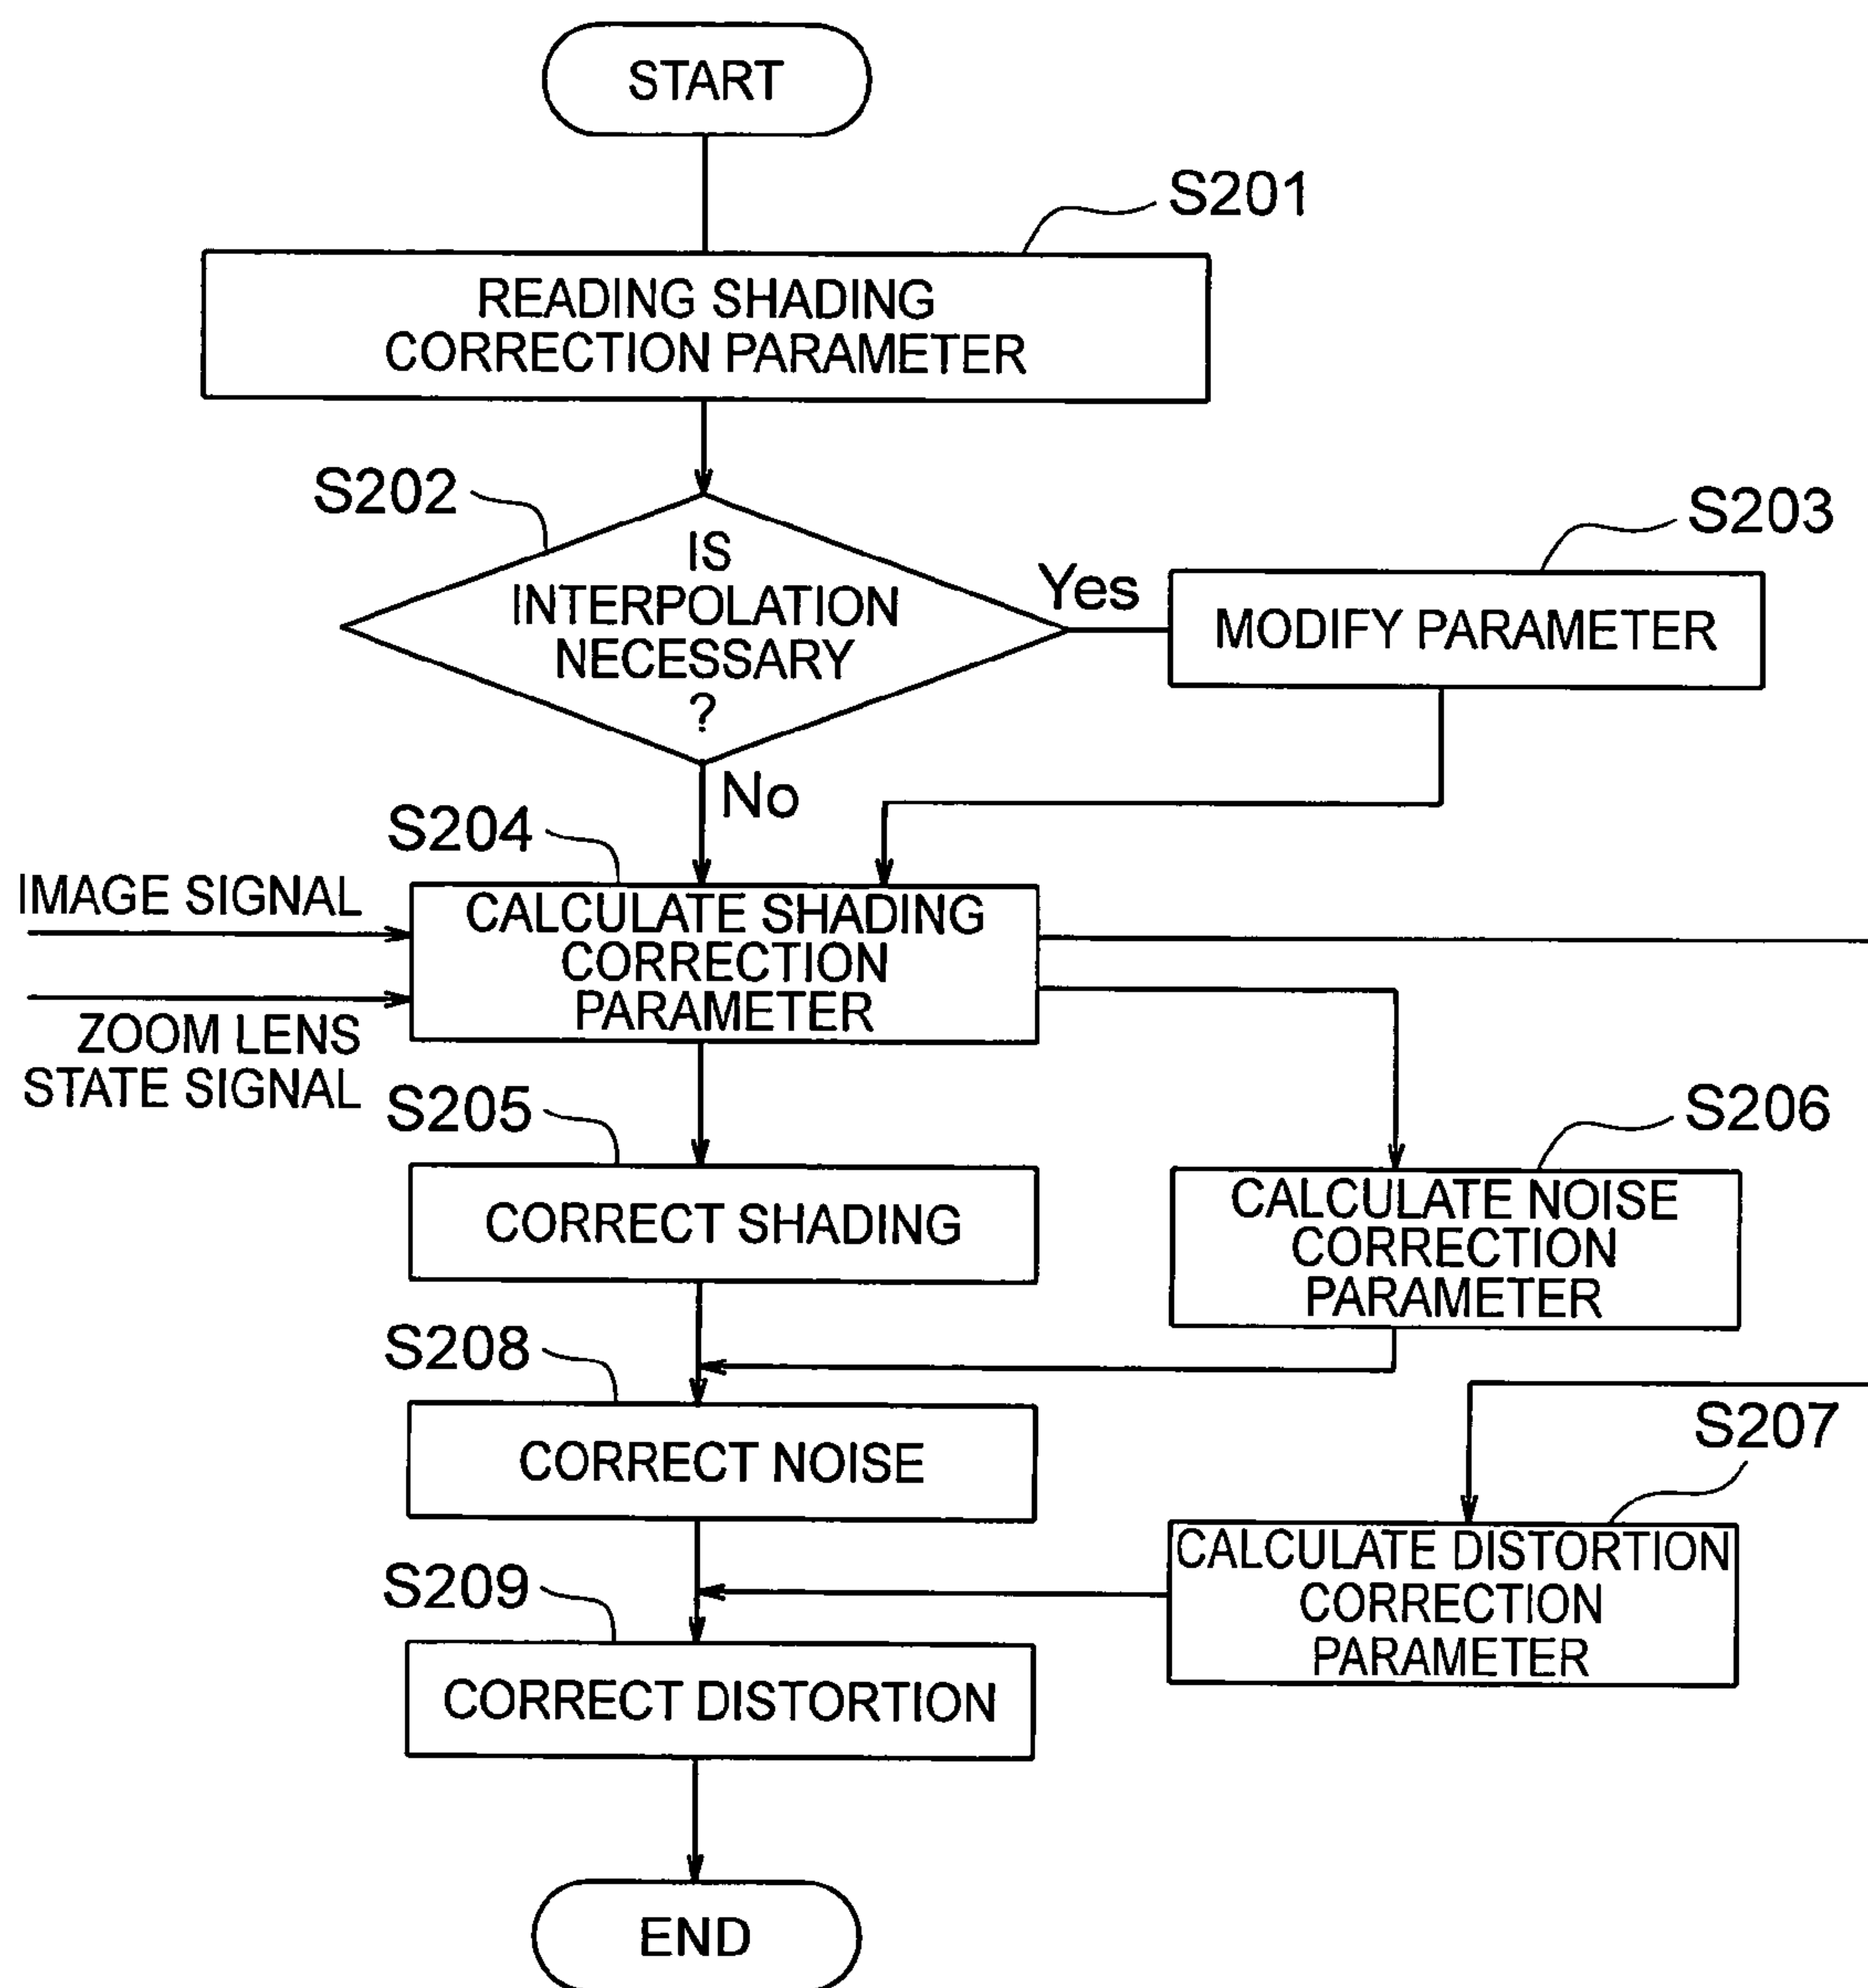 START
S201
READING SHADING
CORRECTION PARAMETER
S202
IS
INTERPOLATION
NECESSARY
?
Yes
S203
MODIFY PARAMETER
No
S204
IMAGE SIGNAL
ZOOM LENS
STATE SIGNAL
CALCULATE SHADING
CORRECTION
PARAMETER
S205
CORRECT SHADING
S206
CALCULATE NOISE
CORRECTION
PARAMETER
S208
CORRECT NOISE
S207
CALCULATE DISTORTION
CORRECTION
PARAMETER
S209
CORRECT DISTORTION
END